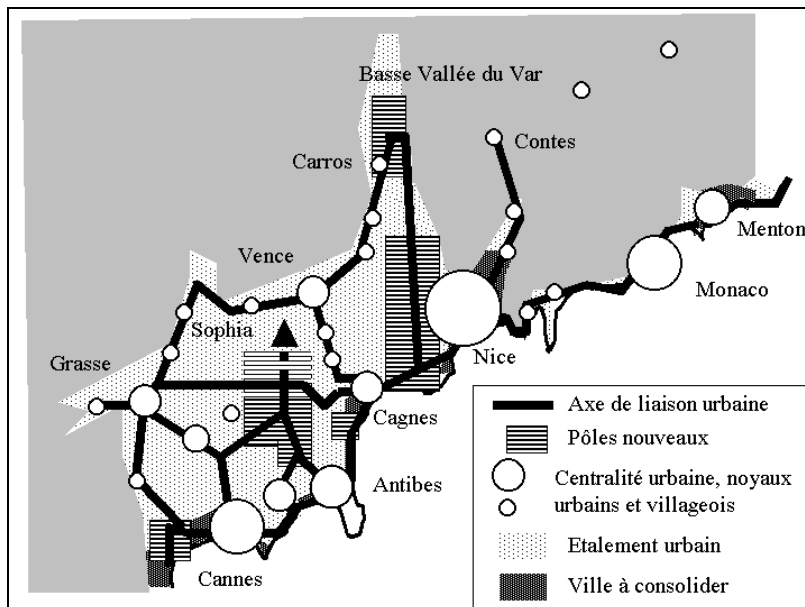 Basse Vallée du Var
Contes
Carros
Menton
Vence
Monaco
Sophia
Nice
Grasse
Cagnes
Antibes
Cannes
Axe de liaison urbaine
Pôles nouveaux
Centralité urbaine, noyaux
urbains et villageois
Etalement urbain
Ville à consolider